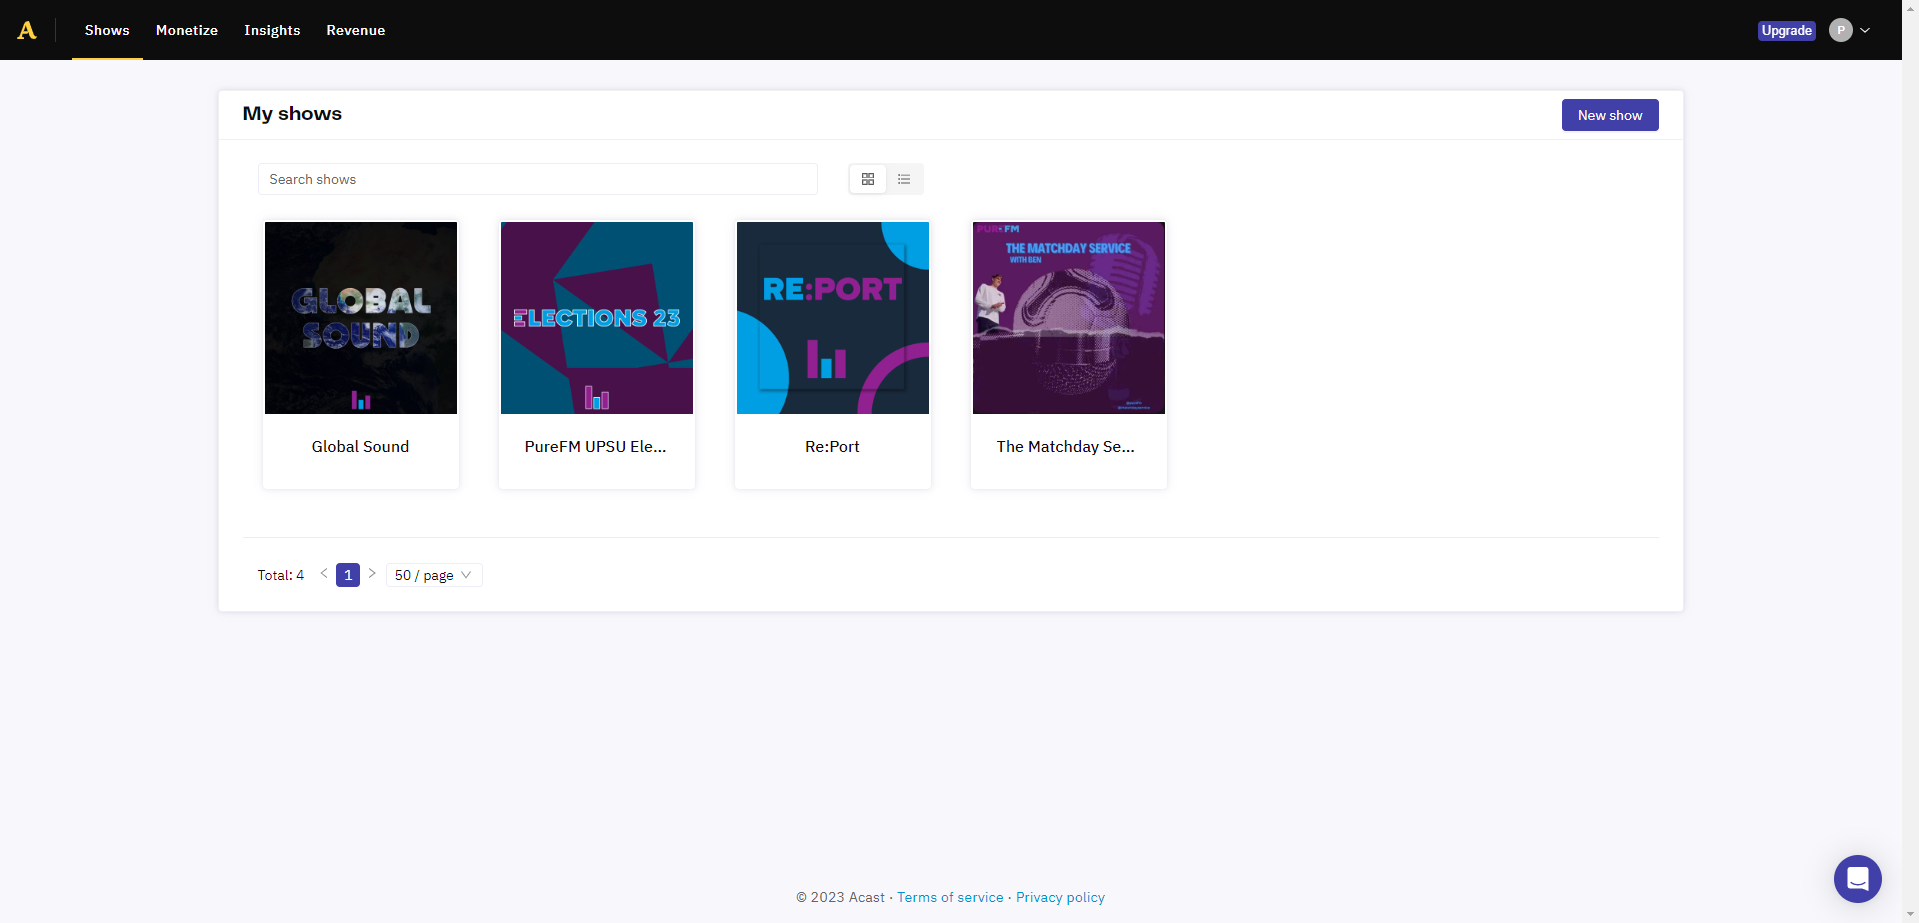 A
Shows
Monetize
Insights
Revenue
Upgrade
P
My shows
New show
Search shows
GLOBAL
SOUND
ELECTIONS 23
RE:PORT
PURE FM
THE MATCHDAY SERVICE
WITH BEN
Global Sound
PureFM UPSU Ele...
Re:Port
The Matchday Se...
Total: 4
1
50 / page
© 2023 Acast · Terms of service · Privacy policy